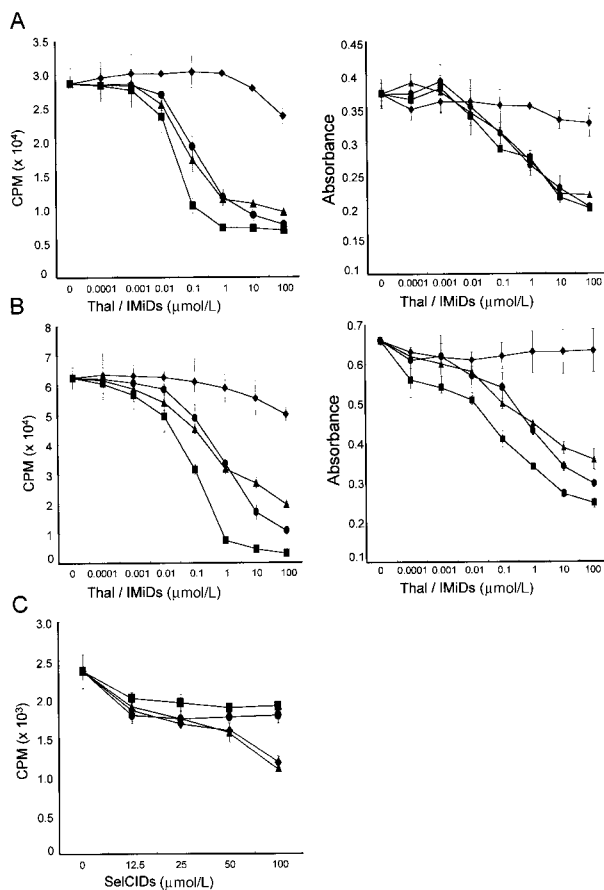 A
3.5
3.0
2.5
2.0
1.5
1.0
0.5
0
CPM (x 10⁴)
0 0.0001 0.001 0.01 0.1 1 10 100
Thal / IMiDs (μmol/L)
0.45
0.4
0.35
0.3
0.25
0.2
0.15
0.1
Absorbance
0 0.0001 0.001 0.01 0.1 1 10 100
Thal / IMiDs (μmol/L)
B
8
7
6
5
4
3
2
1
0
CPM (x 10⁴)
0 0.0001 0.001 0.01 0.1 1 10 100
Thal / IMiDs (μmol/L)
0.7
0.6
0.5
0.4
0.3
0.2
0.1
Absorbance
0 0.0001 0.001 0.01 0.1 1 10 100
Thal / IMiDs (μmol/L)
C
3.0
2.5
2.0
1.5
1.0
0.5
0
CPM (x 10³)
0 12.5 25 50 100
SelCIDs (μmol/L)